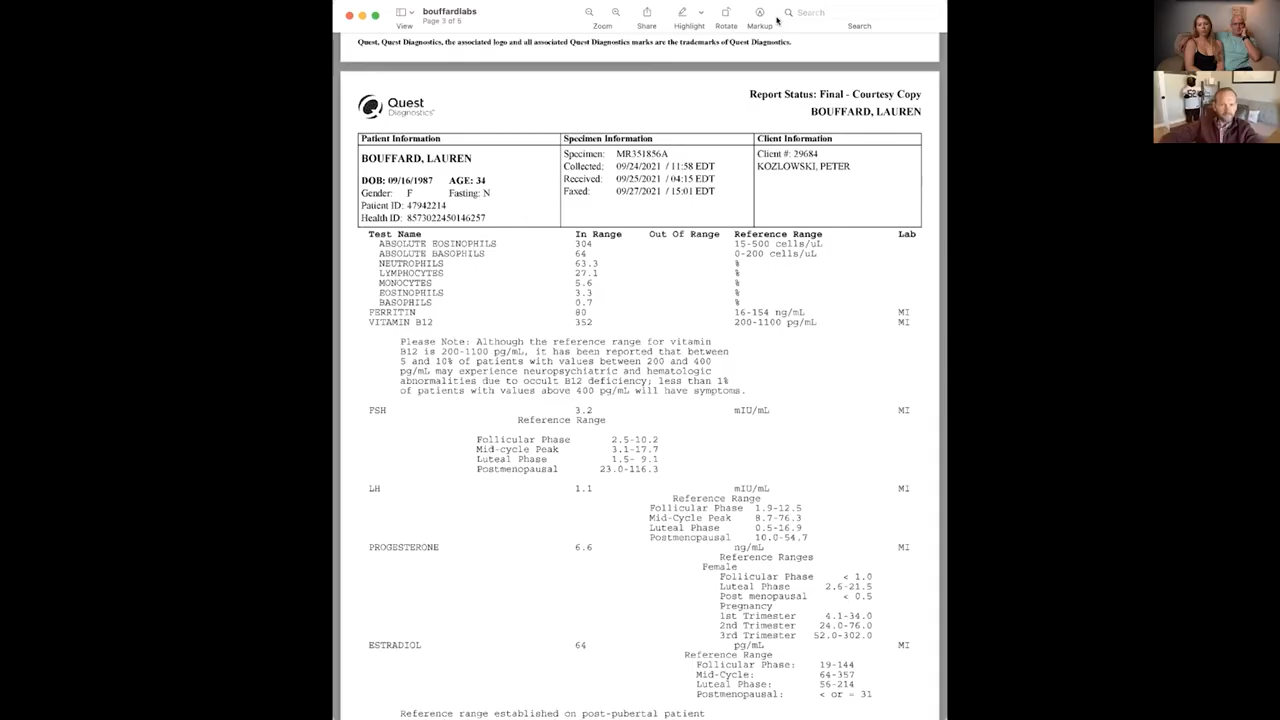 bouffardlabs
Page 3 of 5
View
Zoom
Share
Highlight
Rotate
Markup
Search
Search
Quest, Quest Diagnostics, the associated logo and all associated Quest Diagnostics marks are the trademarks of Quest Diagnostics.
Quest Diagnostics
Report Status: Final - Courtesy Copy
BOUFFARD, LAUREN
Patient Information Specimen Information Client Information
BOUFFARD, LAUREN Specimen: MR351856A Client #: 29684
Collected: 09/24/2021 / 11:58 EDT KOZLOWSKI, PETER
DOB: 09/16/1987 AGE: 34 Received: 09/25/2021 / 04:15 EDT
Gender: F Fasting: N Faxed: 09/27/2021 / 15:01 EDT
Patient ID: 47942214
Health ID: 8573022450146257
Test Name In Range Out Of Range Reference Range Lab
ABSOLUTE EOSINOPHILS 304 15-500 cells/uL
ABSOLUTE BASOPHILS 64 0-200 cells/uL
NEUTROPHILS 63.3 %
LYMPHOCYTES 27.1 %
MONOCYTES 5.6 %
EOSINOPHILS 3.3 %
BASOPHILS 0.7 %
FERRITIN 80 16-154 ng/mL MI
VITAMIN B12 352 200-1100 pg/mL MI
Please Note: Although the reference range for vitamin
B12 is 200-1100 pg/mL, it has been reported that between
5 and 10% of patients with values between 200 and 400
pg/mL may experience neuropsychiatric and hematologic
abnormalities due to occult B12 deficiency; less than 1%
of patients with values above 400 pg/mL will have symptoms.
FSH 3.2 mIU/mL MI
Reference Range
Follicular Phase 2.5-10.2
Mid-cycle Peak 3.1-17.7
Luteal Phase 1.5- 9.1
Postmenopausal 23.0-116.3
LH 1.1 mIU/mL MI
Reference Range
Follicular Phase 1.9-12.5
Mid-Cycle Peak 8.7-76.3
Luteal Phase 0.5-16.9
Postmenopausal 10.0-54.7
PROGESTERONE 6.6 ng/mL MI
Reference Ranges
Female
Follicular Phase < 1.0
Luteal Phase 2.6-21.5
Post menopausal < 0.5
Pregnancy
1st Trimester 4.1-34.0
2nd Trimester 24.0-76.0
3rd Trimester 52.0-302.0
ESTRADIOL 64 pg/mL MI
Reference Range
Follicular Phase: 19-144
Mid-Cycle: 64-357
Luteal Phase: 56-214
Postmenopausal: < or = 31
Reference range established on post-pubertal patient